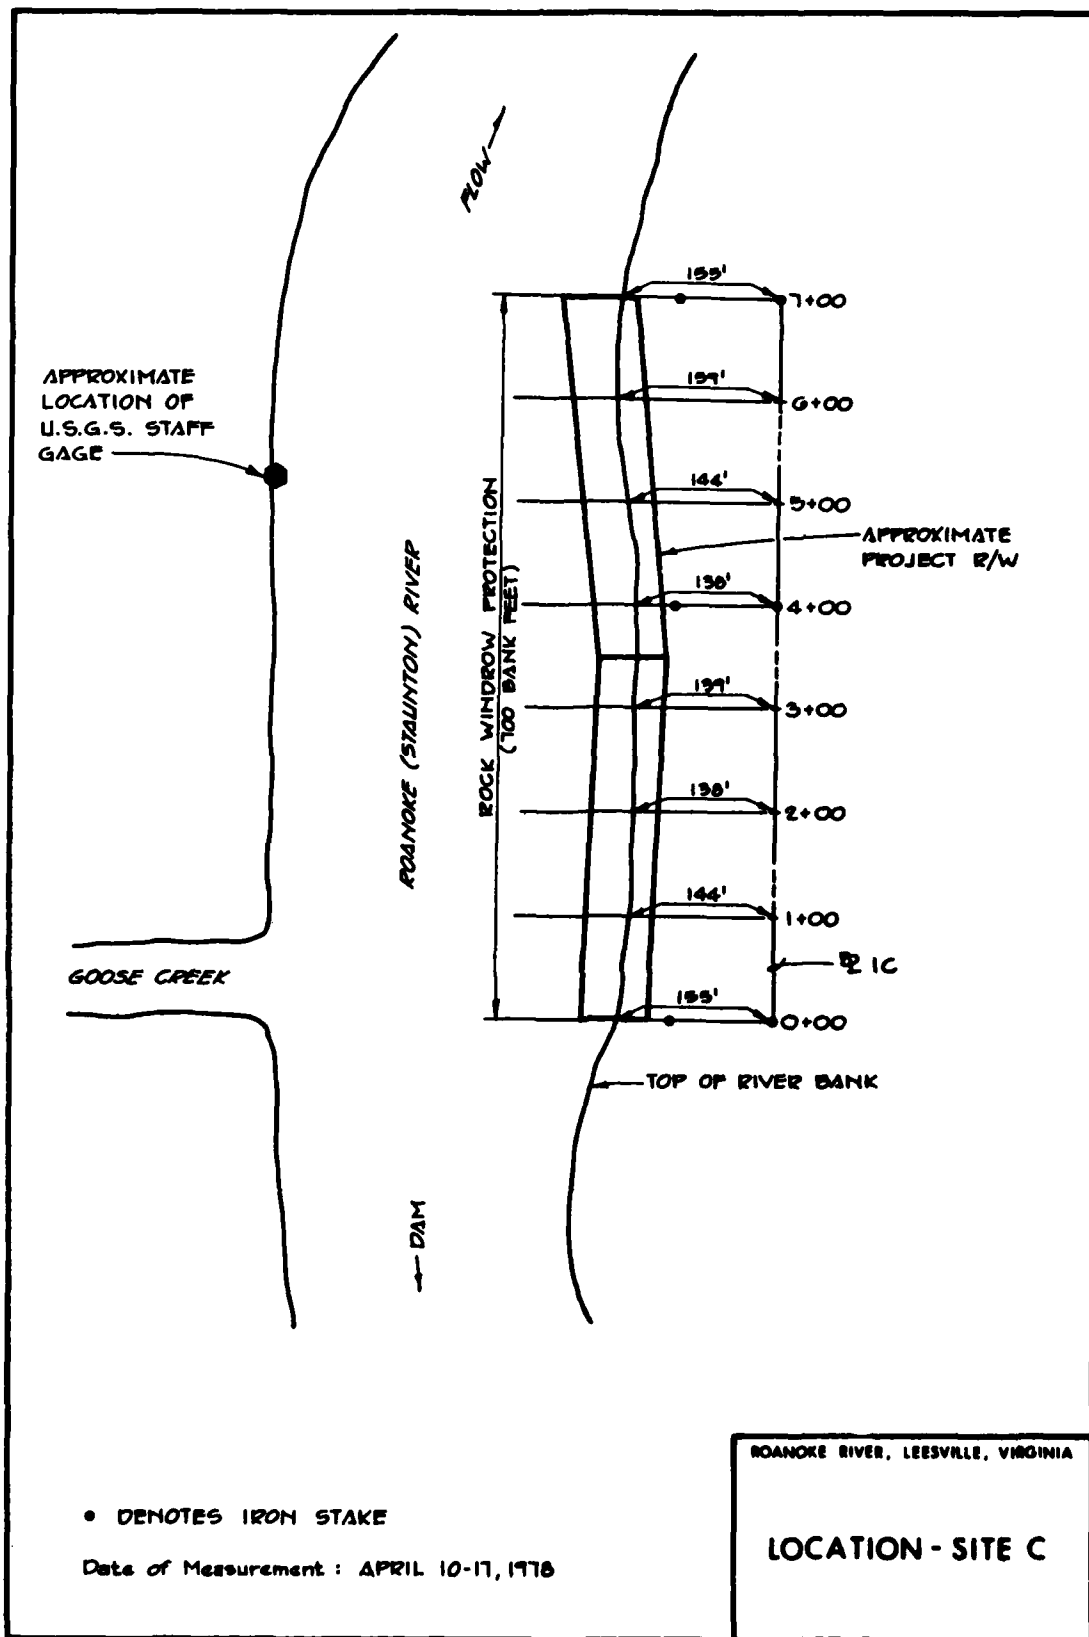 FLOW
155'
7+00
159'
6+00
APPROXIMATE
LOCATION OF
U.S.G.S. STAFF
GAGE
144'
5+00
APPROXIMATE
PROJECT R/W
138'
4+00
ROANOKE (STAUNTON) RIVER
ROCK WINDROW PROTECTION
(700 BANK FEET)
139'
3+00
138'
2+00
144'
1+00
GOOSE CREEK
1C
155'
0+00
TOP OF RIVER BANK
DAM
ROANOKE RIVER, LEESVILLE, VIRGINIA
LOCATION - SITE C
• DENOTES IRON STAKE
Date of Measurement : APRIL 10-17, 1978